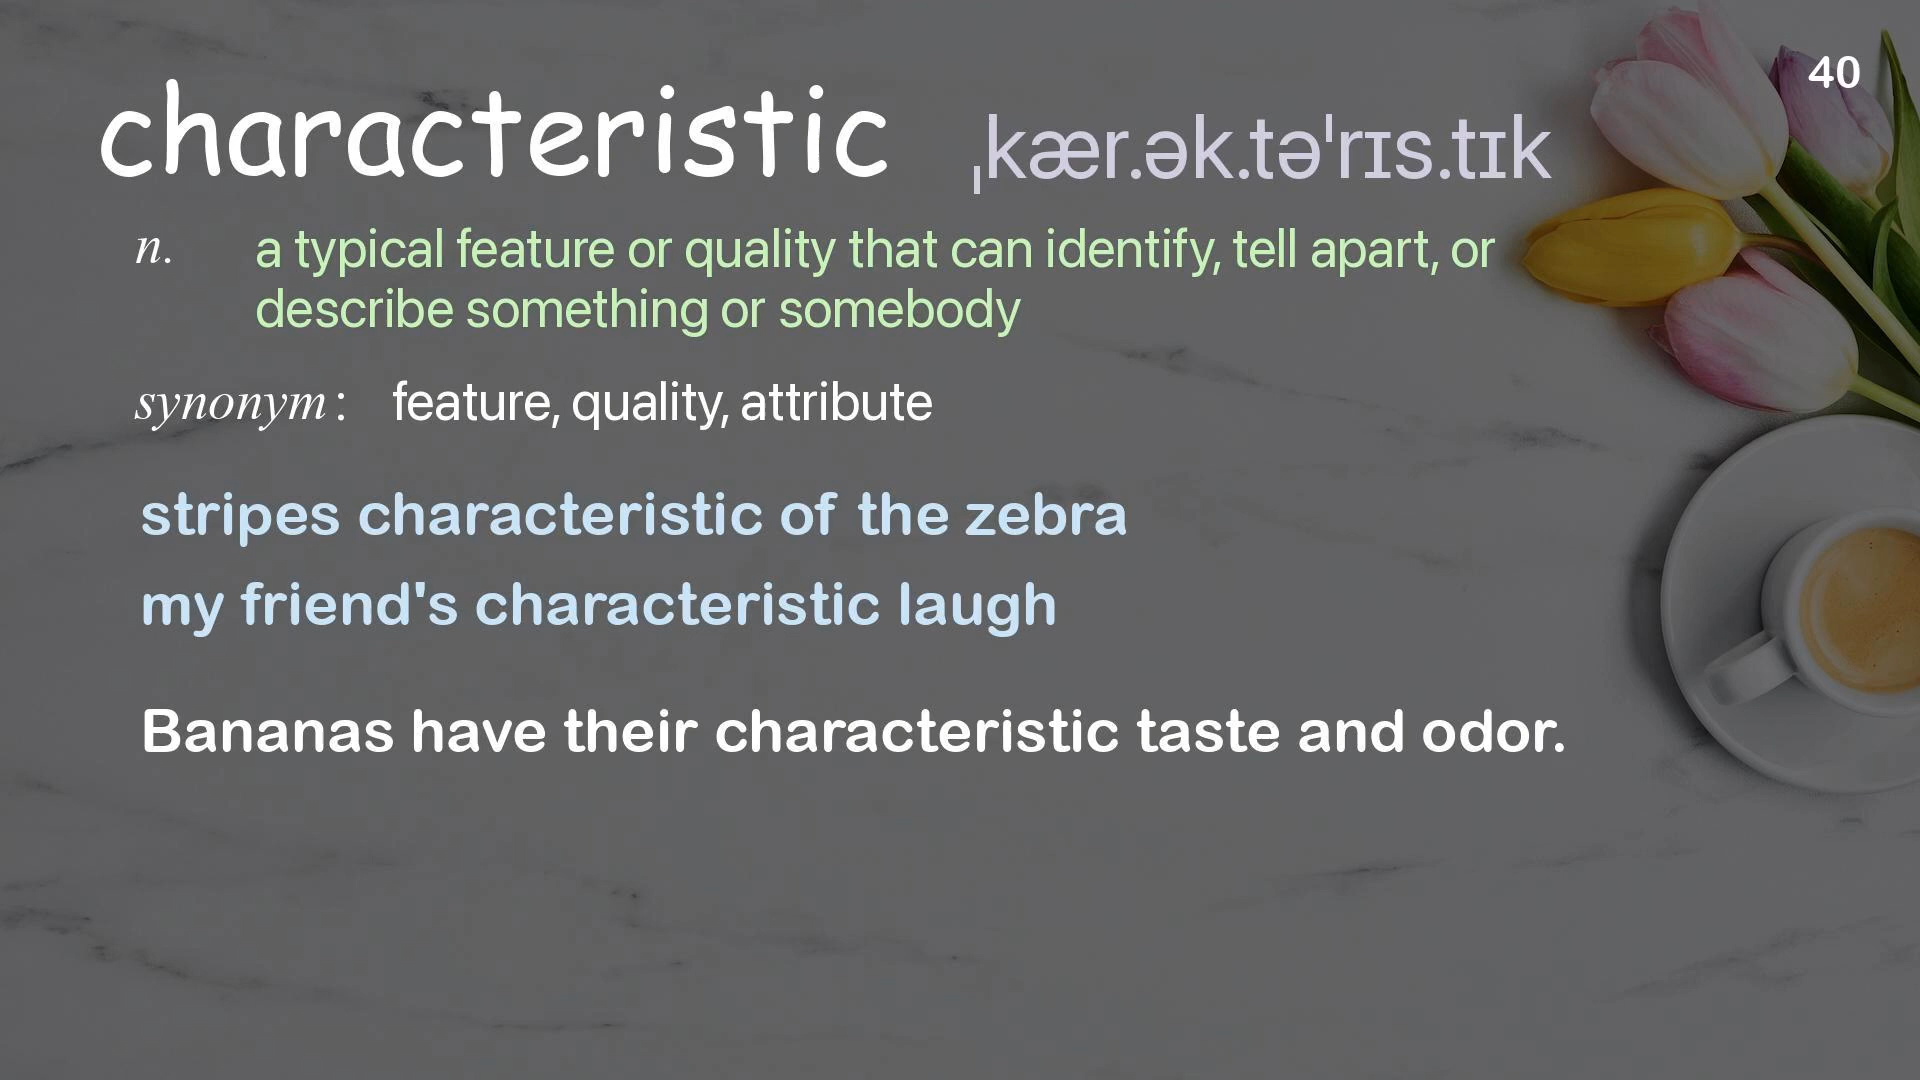 40
characteristic ˌkær.ək.təˈrɪs.tɪk
n. a typical feature or quality that can identify, tell apart, or
describe something or somebody
synonym: feature, quality, attribute
stripes characteristic of the zebra
my friend's characteristic laugh
Bananas have their characteristic taste and odor.